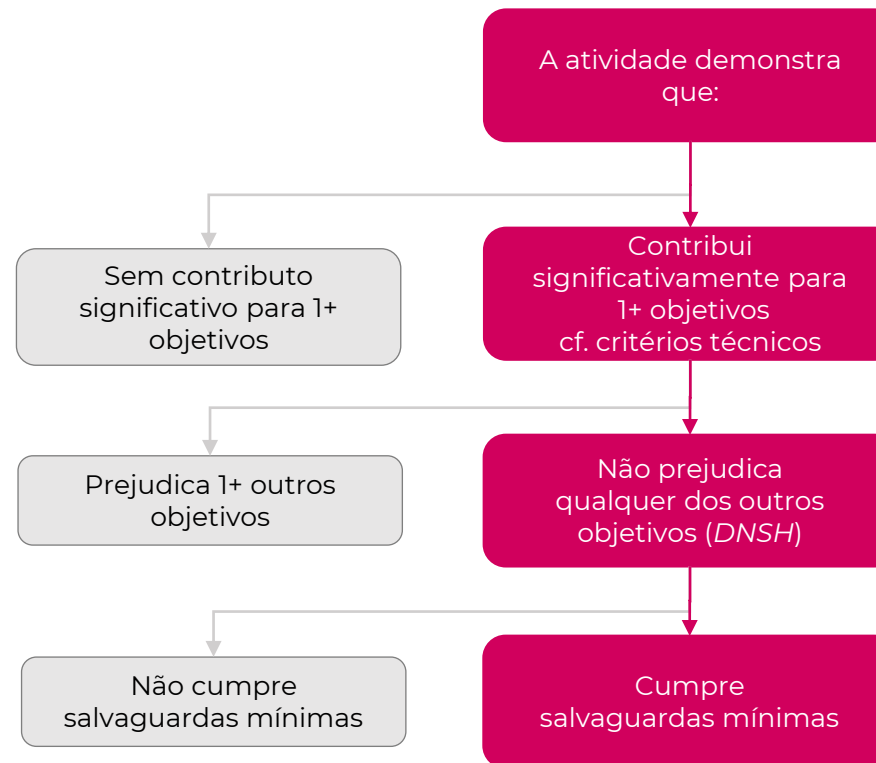 A atividade demonstra
que:
Sem contributo
significativo para 1+
objetivos
Contribui
significativamente para
1+ objetivos
cf. critérios técnicos
Prejudica 1+ outros
objetivos
Não prejudica
qualquer dos outros
objetivos (DNSH)
Não cumpre
salvaguardas mínimas
Cumpre
salvaguardas mínimas